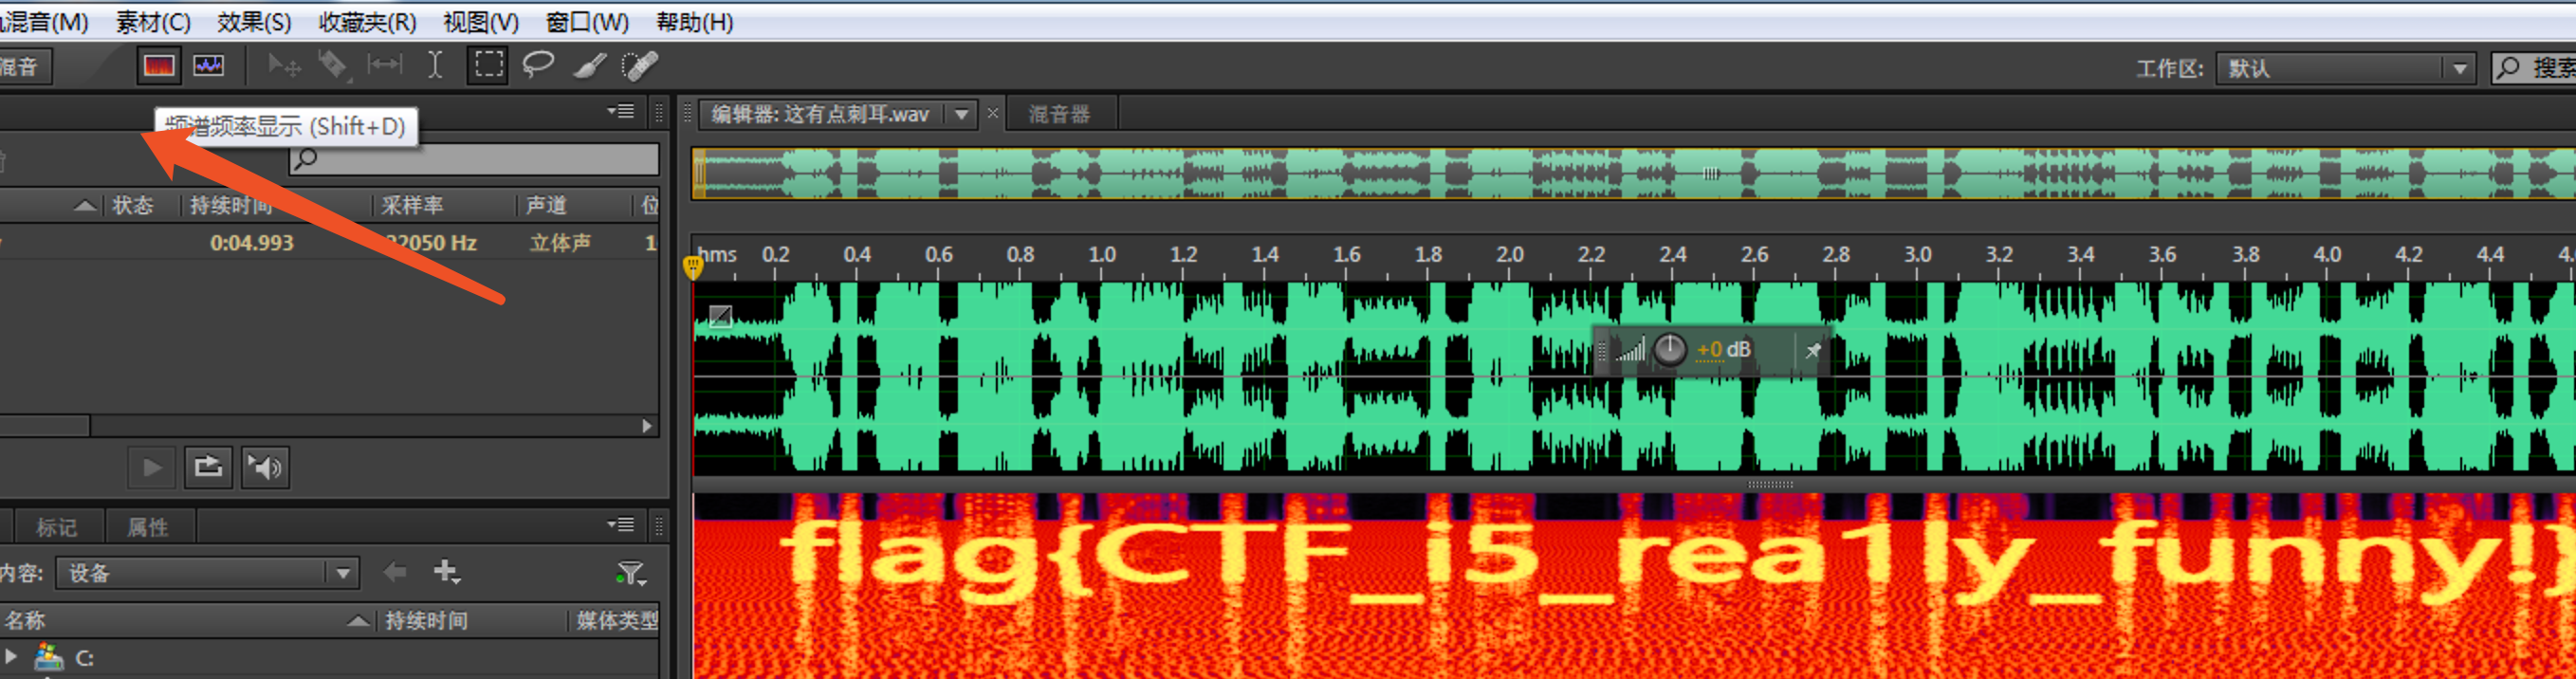 混音(M) 素材(C) 效果(S) 收藏夹(R) 视图(V) 窗口(W) 帮助(H)
混音 工作区: 默认 搜索
频谱频率显示 (Shift+D)
编辑器: 这有点刺耳.wav × 混音器
状态 持续时间 采样率 声道 位
0:04.993 22050 Hz 立体声 1
hms 0.2 0.4 0.6 0.8 1.0 1.2 1.4 1.6 1.8 2.0 2.2 2.4 2.6 2.8 3.0 3.2 3.4 3.6 3.8 4.0 4.2 4.4 4.
+0 dB
标记 属性
flag{CTF_i5_rea1ly_funny!}
内容: 设备
名称 持续时间 媒体类型
C: